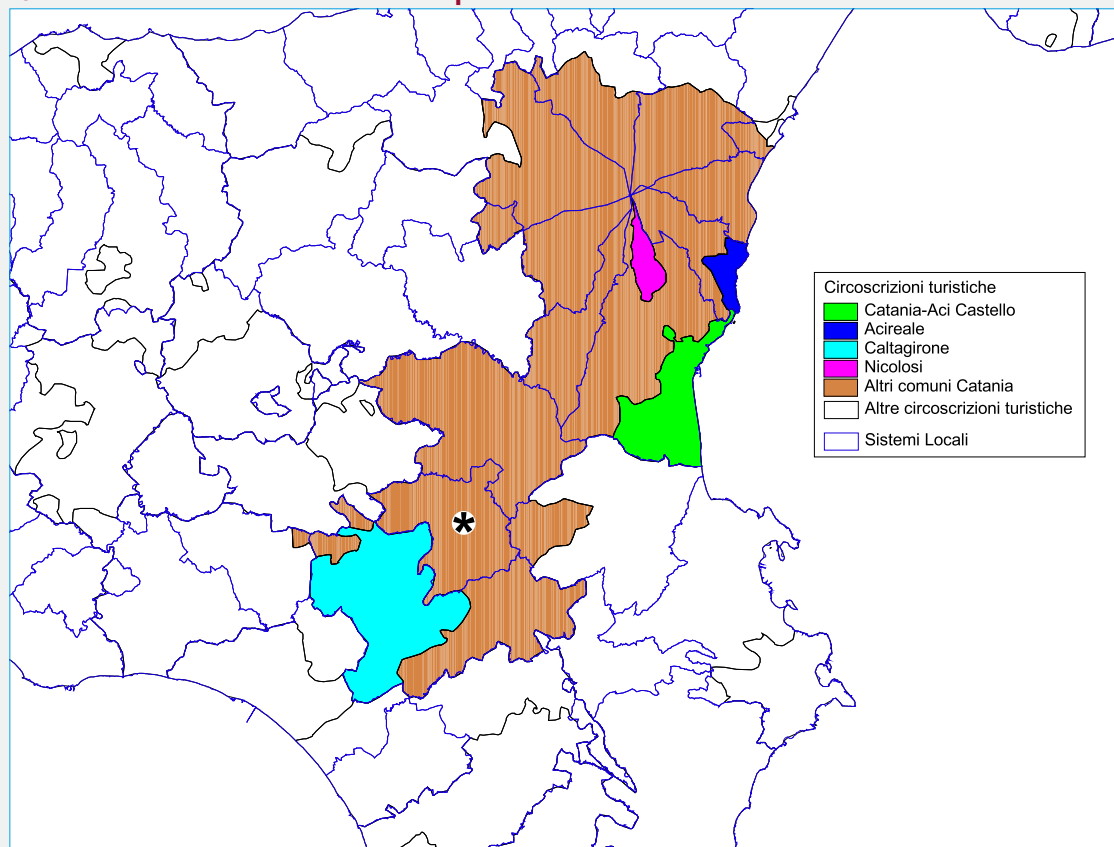 Circoscrizioni turistiche
Catania-Aci Castello
Acireale
Caltagirone
Nicolosi
Altri comuni Catania
Altre circoscrizioni turistiche
Sistemi Locali
*